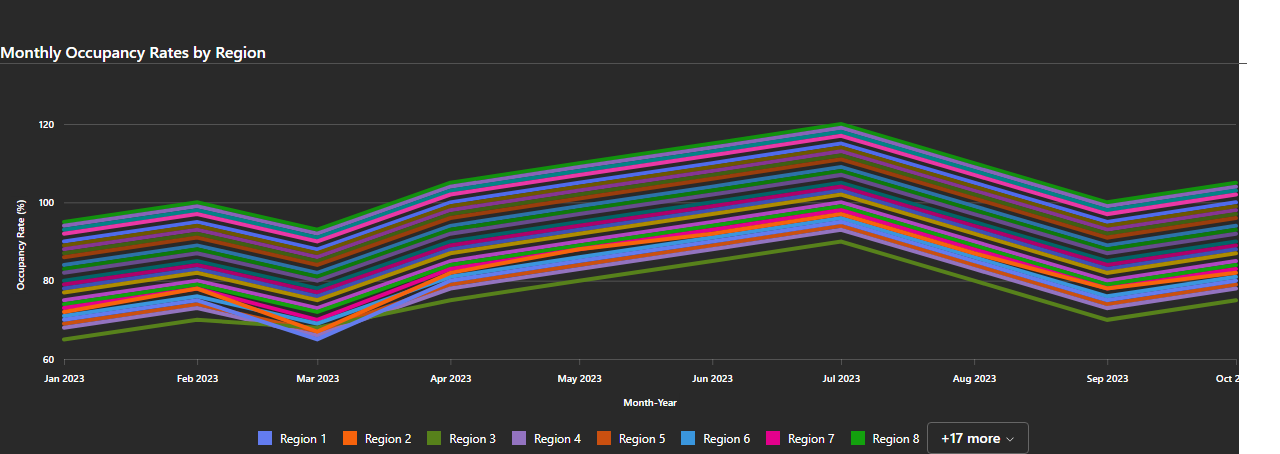 Monthly Occupancy Rates by Region
120
100
80
60
Occupancy Rate (%)
Jan 2023 Feb 2023 Mar 2023 Apr 2023 May 2023 Jun 2023 Jul 2023 Aug 2023 Sep 2023 Oct 2
Month-Year
Region 1 Region 2 Region 3 Region 4 Region 5 Region 6 Region 7 Region 8 +17 more